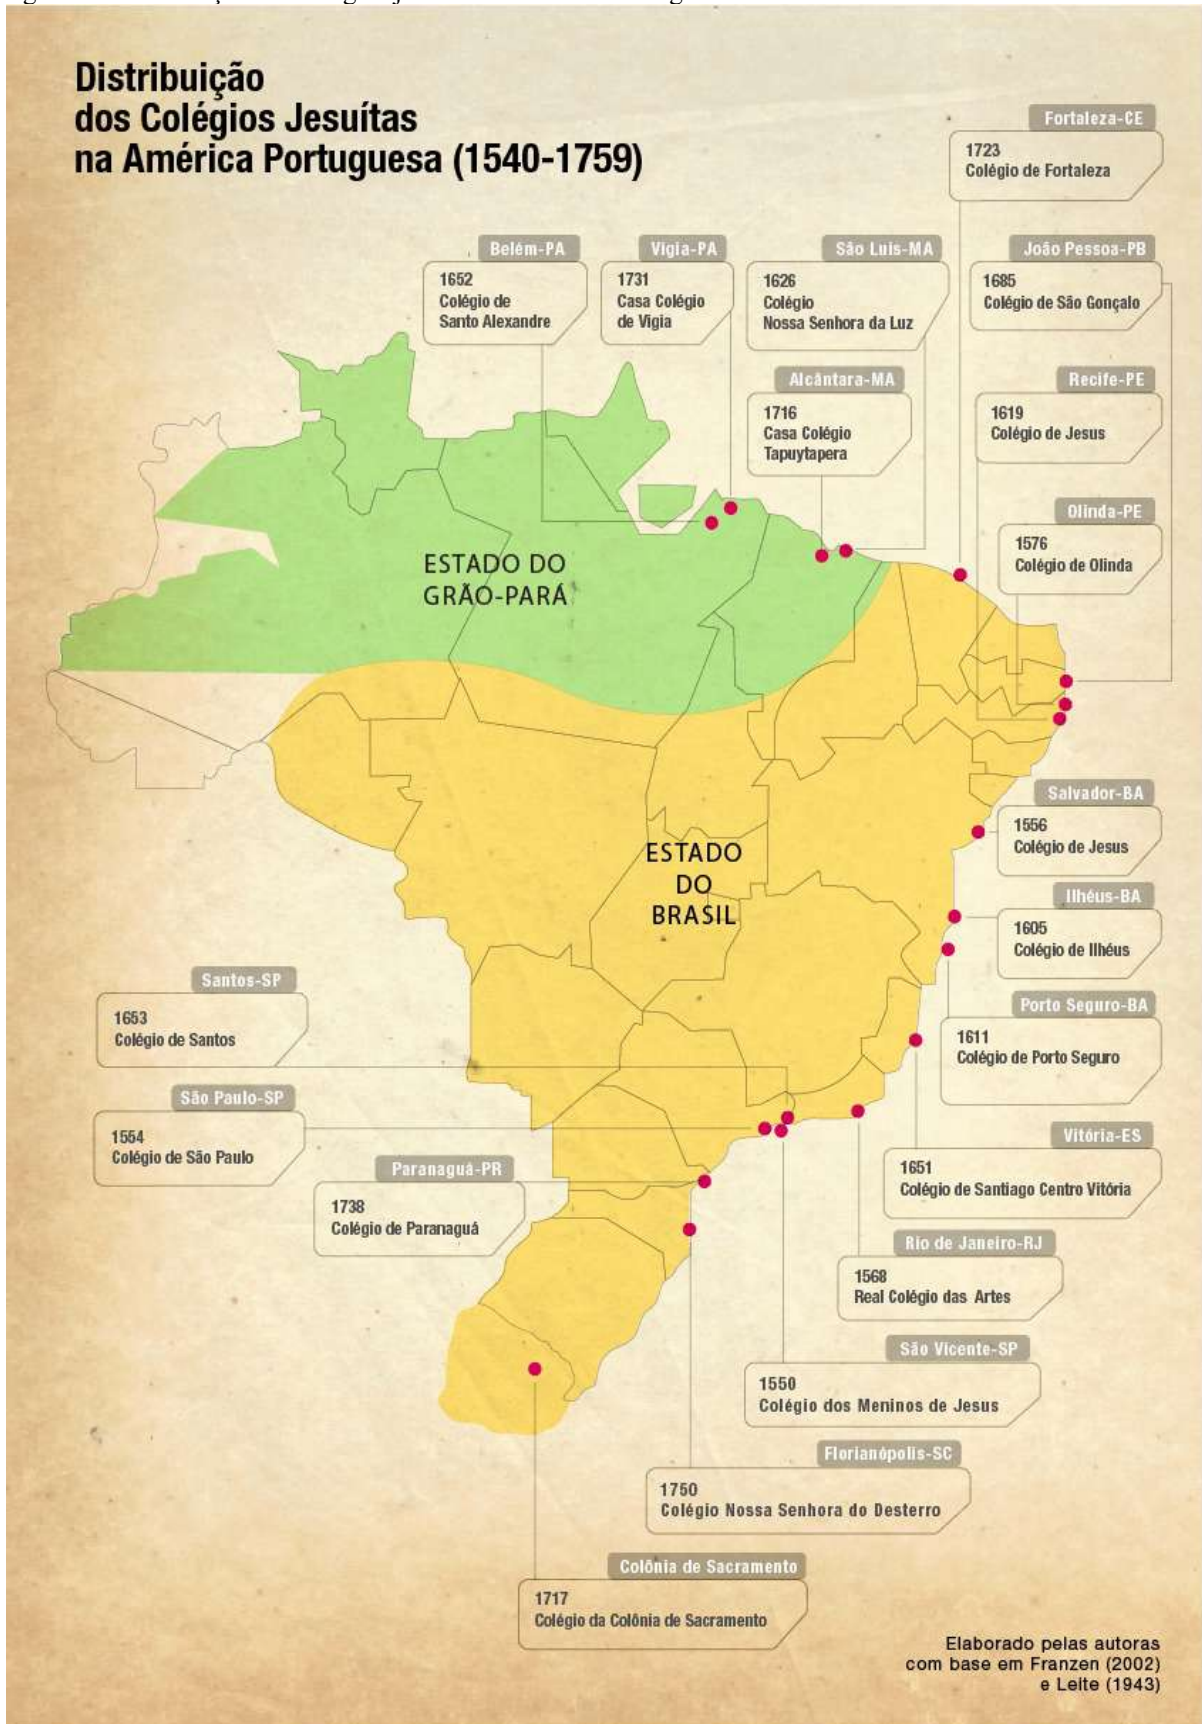 Distribuição
dos Colégios Jesuítas
na América Portuguesa (1540-1759)
Fortaleza-CE
1723
Colégio de Fortaleza
Belém-PA
1652
Colégio de
Santo Alexandre
Vigia-PA
1731
Casa Colégio
de Vigia
São Luis-MA
1626
Colégio
Nossa Senhora da Luz
João Pessoa-PB
1685
Colégio de São Gonçalo
Alcântara-MA
1716
Casa Colégio
Tapuytapera
Recife-PE
1619
Colégio de Jesus
Olinda-PE
1576
Colégio de Olinda
ESTADO DO
GRÃO-PARÁ
ESTADO
DO
BRASIL
Salvador-BA
1556
Colégio de Jesus
Ilhéus-BA
1605
Colégio de Ilhéus
Porto Seguro-BA
1611
Colégio de Porto Seguro
Santos-SP
1653
Colégio de Santos
São Paulo-SP
1554
Colégio de São Paulo
Vitória-ES
1651
Colégio de Santiago Centro Vitória
Paranaguá-PR
1738
Colégio de Paranaguá
Rio de Janeiro-RJ
1568
Real Colégio das Artes
São Vicente-SP
1550
Colégio dos Meninos de Jesus
Florianópolis-SC
1750
Colégio Nossa Senhora do Desterro
Colônia de Sacramento
1717
Colégio da Colônia de Sacramento
Elaborado pelas autoras
com base em Franzen (2002)
e Leite (1943)